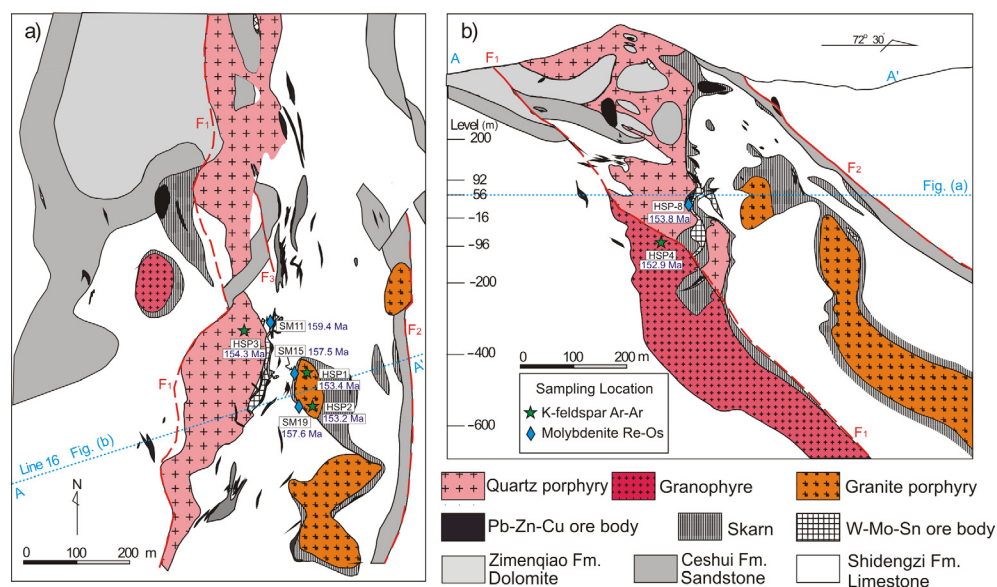 a)
F1
F3
F2
SM11 159.4 Ma
HSP3
154.3 Ma
SM15 157.5 Ma
HSP1
153.4 Ma
HSP2
153.2 Ma
SM19
157.6 Ma
F1
A'
Line 16 Fig. (b)
A
N
0 100 200 m
b)
72° 30′
A
F1
A'
Level (m)
200
92
56
-16
-96
-200
-400
-600
F2
Fig. (a)
HSP-8
153.8 Ma
HSP4
152.9 Ma
0 100 200 m
F1
Sampling Location
K-feldspar Ar-Ar
Molybdenite Re-Os
Quartz porphyry
Granophyre
Granite porphyry
Pb-Zn-Cu ore body
Skarn
W-Mo-Sn ore body
Zimenqiao Fm.
Dolomite
Ceshui Fm.
Sandstone
Shidengzi Fm.
Limestone